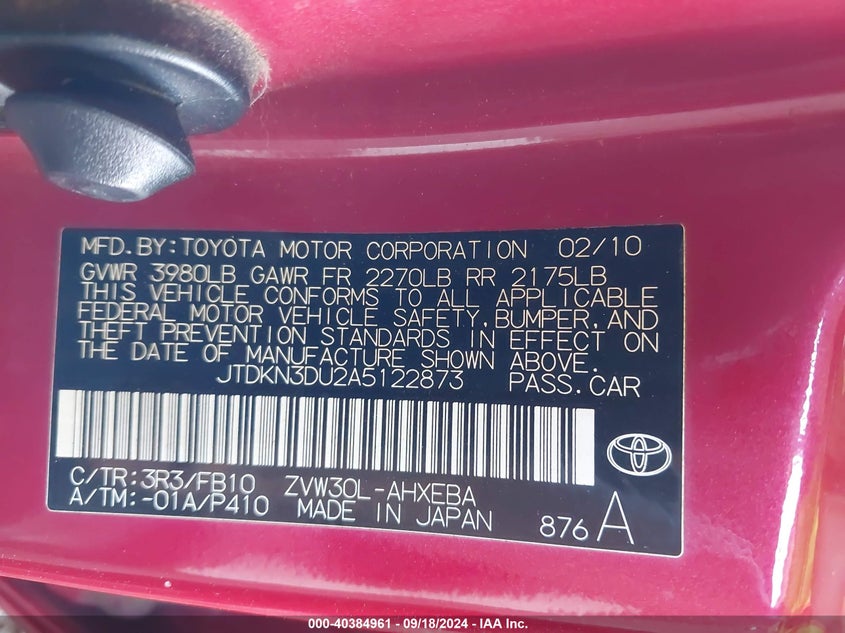 MFD.BY:TOYOTA MOTOR CORPORATION 02/10
GVWR 3980LB GAWR FR 2270LB RR 2175LB
THIS VEHICLE CONFORMS TO ALL APPLICABLE
FEDERAL MOTOR VEHICLE SAFETY,BUMPER,AND
THEFT PREVENTION STANDARDS IN EFFECT ON
THE DATE OF MANUFACTURE SHOWN ABOVE.
JTDKN3DU2A5122873 PASS.CAR
C/TR:3R3/FB10 ZVW30L-AHXEBA
A/TM:-01A/P410 MADE IN JAPAN 876 A
000-40384961 - 09/18/2024 - IAA Inc.